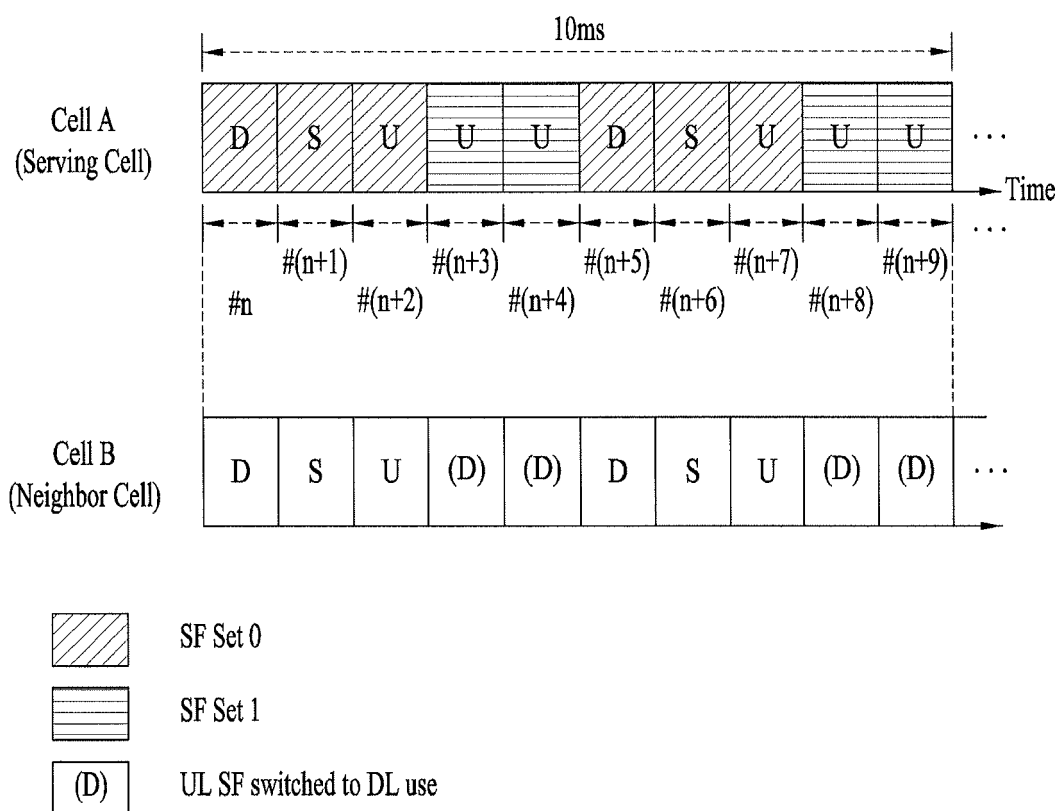 10ms
Cell A
(Serving Cell)
D S U U U D S U U U
· · ·
Time
· · ·
#(n+1) #(n+3) #(n+5) #(n+7) #(n+9)
#n #(n+2) #(n+4) #(n+6) #(n+8)
Cell B
(Neighbor Cell)
D S U (D) (D) D S U (D) (D)
· · ·
SF Set 0
SF Set 1
(D) UL SF switched to DL use